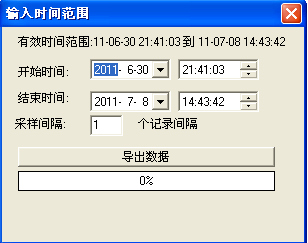 输入时间范围
有效时间范围:11-06-30 21:41:03 到 11-07-08 14:43:42
开始时间: 2011- 6-30 21:41:03
结束时间: 2011- 7- 8 14:43:42
采样间隔: 1 个记录间隔
导出数据
0%